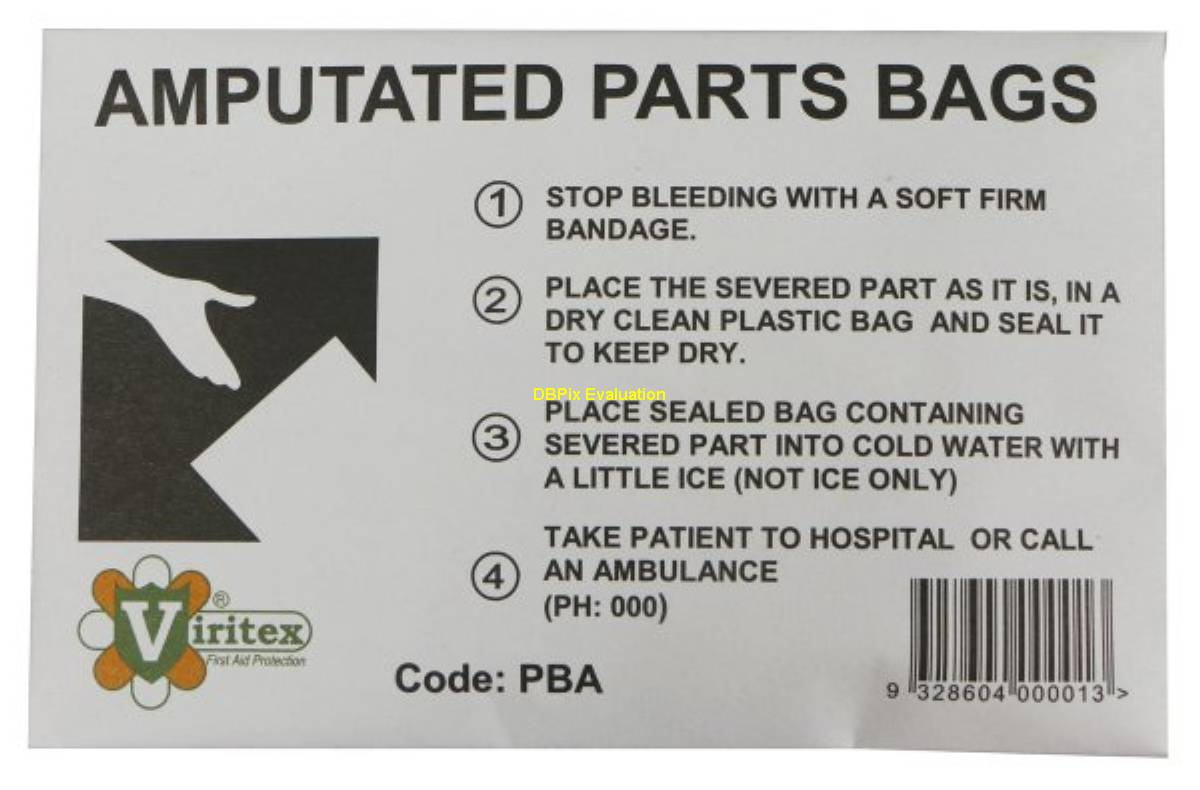 AMPUTATED PARTS BAGS
1 STOP BLEEDING WITH A SOFT FIRM
BANDAGE.
2 PLACE THE SEVERED PART AS IT IS, IN A
DRY CLEAN PLASTIC BAG AND SEAL IT
TO KEEP DRY.
DBPix Evaluation
3 PLACE SEALED BAG CONTAINING
SEVERED PART INTO COLD WATER WITH
A LITTLE ICE (NOT ICE ONLY)
4 TAKE PATIENT TO HOSPITAL OR CALL
AN AMBULANCE
(PH: 000)
Viritex ®
First Aid Protection
Code: PBA
9 328604 000013 >